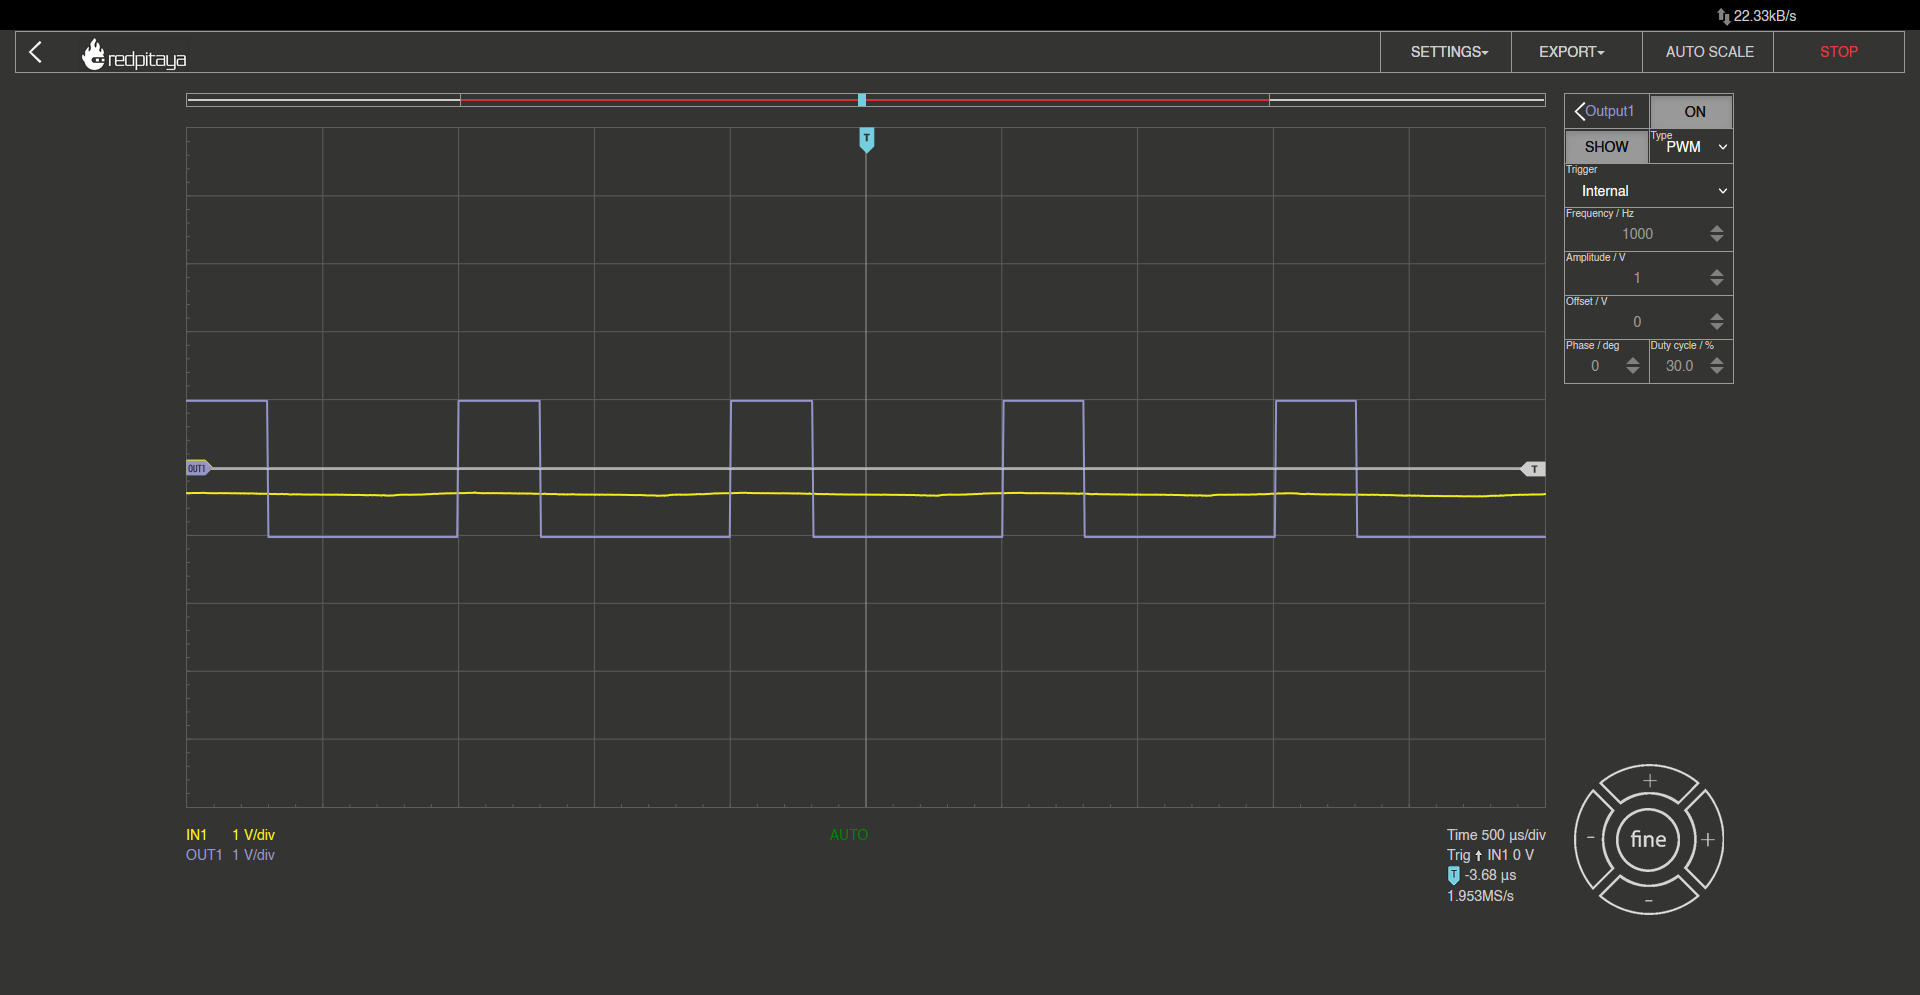 22.33kB/s
redpitaya
SETTINGS
EXPORT
AUTO SCALE
STOP
T
Output1
ON
SHOW
Type
PWM
Trigger
Internal
Frequency / Hz
1000
Amplitude / V
1
Offset / V
0
Phase / deg
0
Duty cycle / %
30.0
OUT1
T
IN1 1 V/div
OUT1 1 V/div
AUTO
Time 500 µs/div
Trig IN1 0 V
T -3.68 µs
1.953MS/s
+
- fine +
-